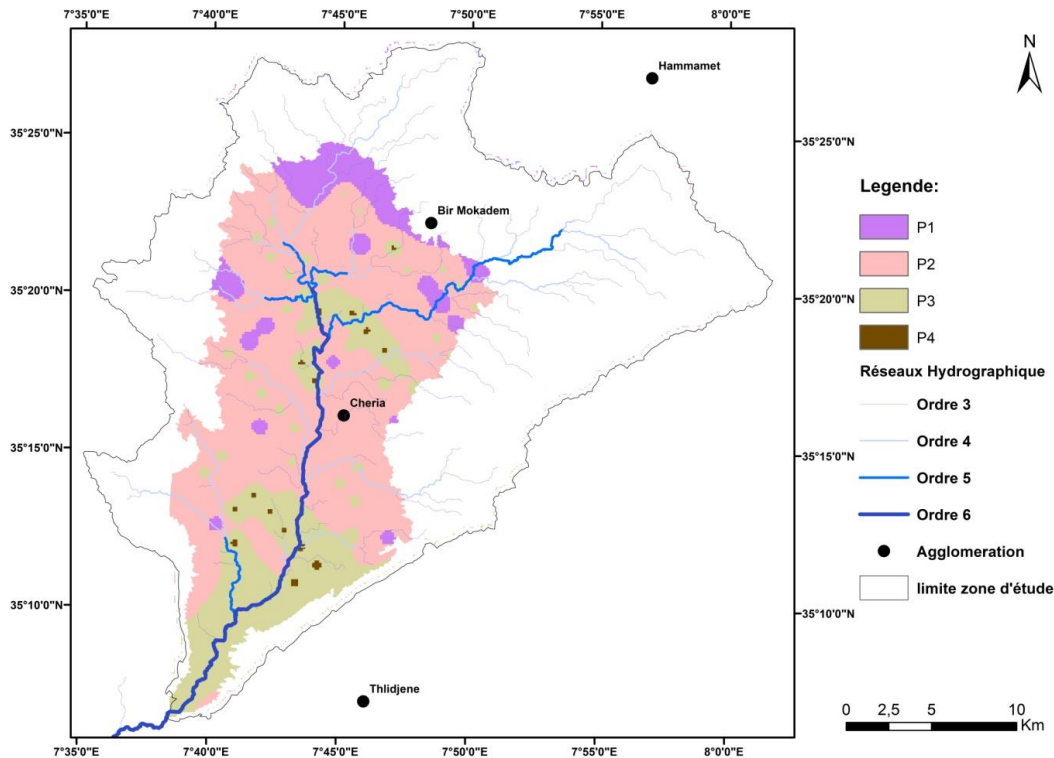 7°35'0"E 7°40'0"E 7°45'0"E 7°50'0"E 7°55'0"E 8°0'0"E
N
Hammamet
35°25'0"N 35°25'0"N
Legende:
P1
Bir Mokadem
P2
35°20'0"N 35°20'0"N
P3
P4
Réseaux Hydrographique
Cheria
Ordre 3
Ordre 4
35°15'0"N 35°15'0"N
Ordre 5
Ordre 6
Agglomeration
limite zone d'étude
35°10'0"N 35°10'0"N
Thlidjene
0 2,5 5 10
Km
7°35'0"E 7°40'0"E 7°45'0"E 7°50'0"E 7°55'0"E 8°0'0"E